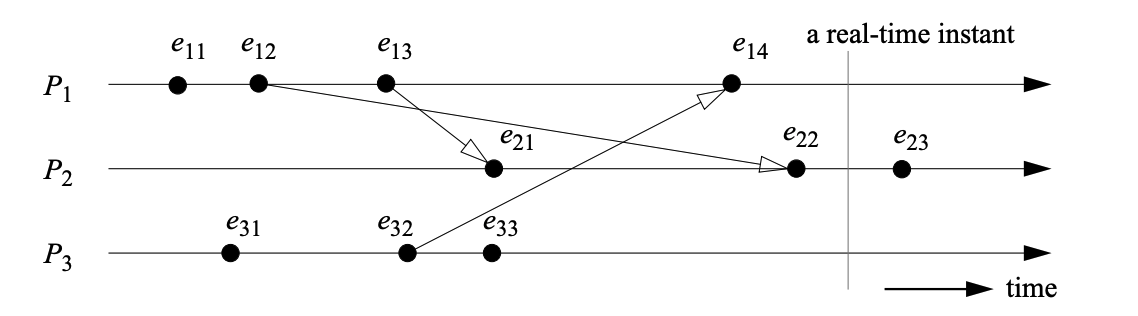 a real-time instant
e11 e12 e13 e14
P1
e21 e22 e23
P2
e31 e32 e33
P3
time